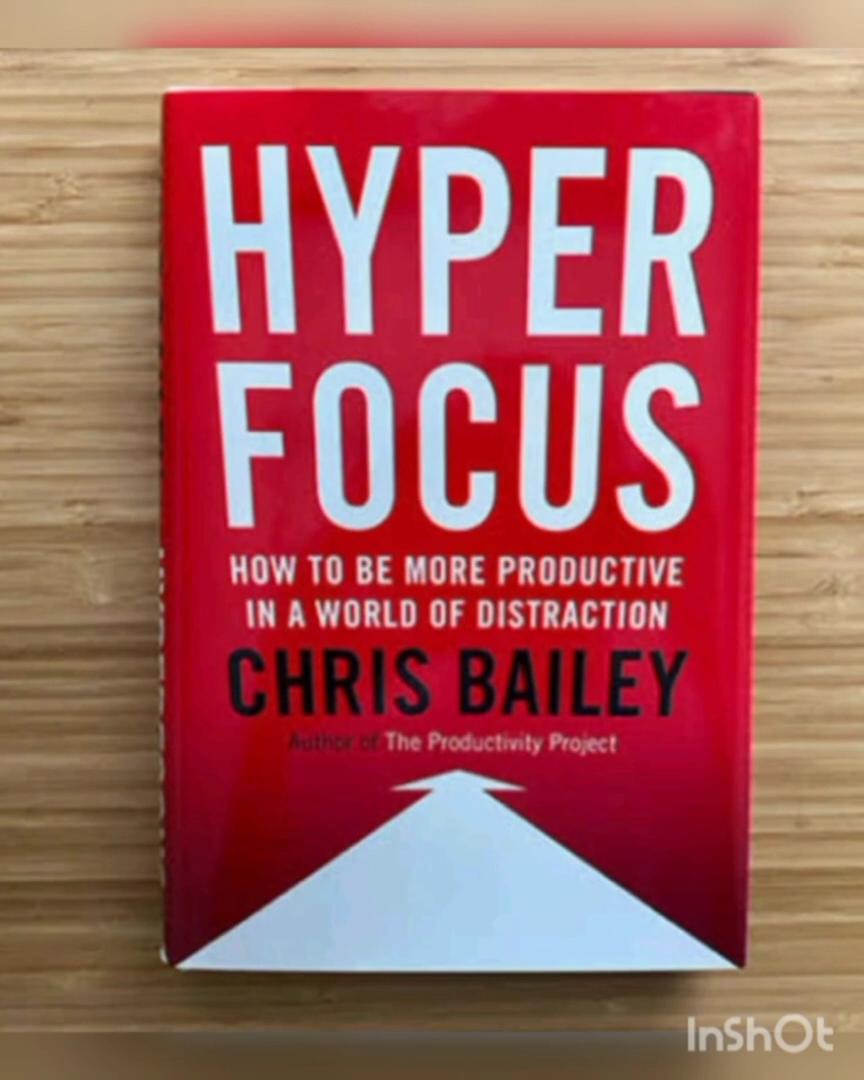 HYPER
FOCUS
HOW TO BE MORE PRODUCTIVE
IN A WORLD OF DISTRACTION
CHRIS BAILEY
Author of The Productivity Project
InShOt